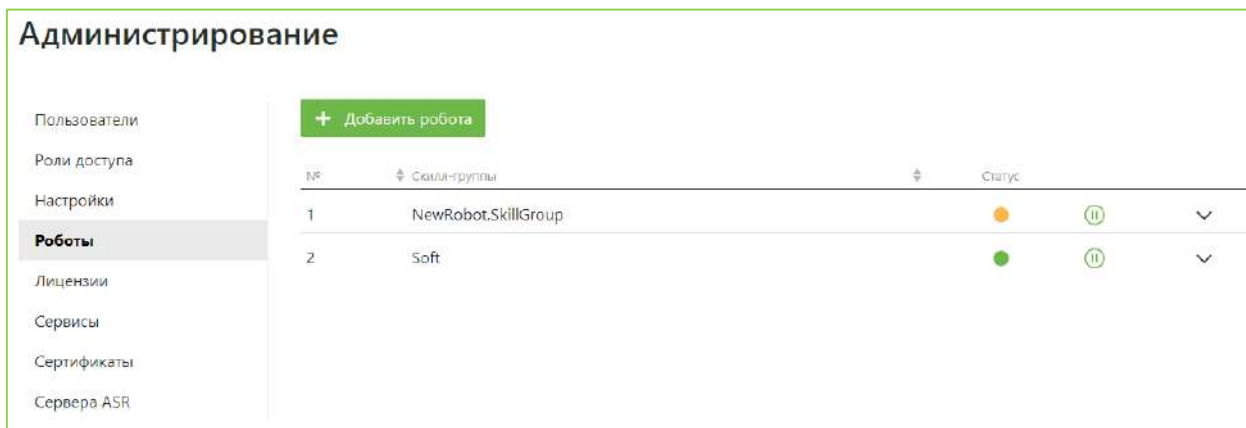 Администрирование
Пользователи
Роли доступа
Настройки
Роботы
Лицензии
Сервисы
Сертификаты
Сервера ASR
+ Добавить робота
№ Скилл-группы Статус
1 NewRobot.SkillGroup
2 Soft